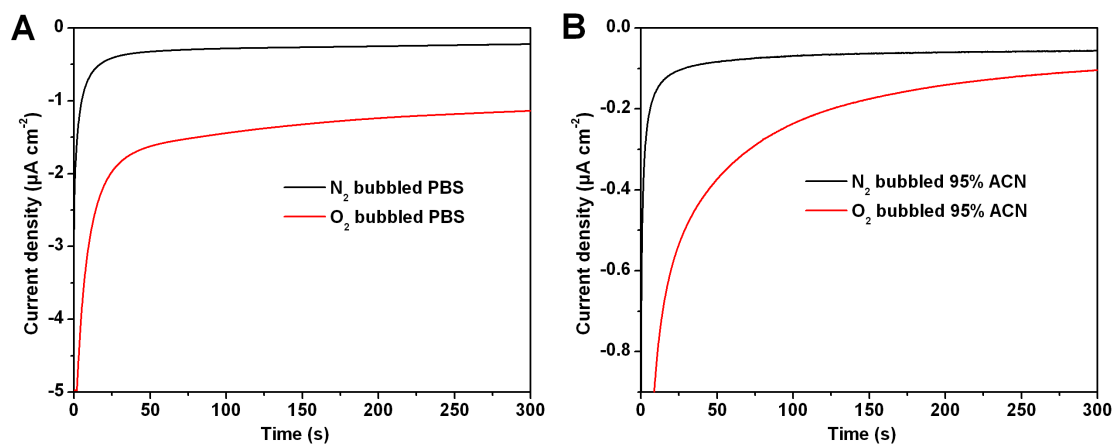 A
0
-1
-2
-3
-4
-5
Current density (μA cm⁻²)
N₂ bubbled PBS
O₂ bubbled PBS
0 50 100 150 200 250 300
Time (s)
B
0.0
-0.2
-0.4
-0.6
-0.8
Current density (μA cm⁻²)
N₂ bubbled 95% ACN
O₂ bubbled 95% ACN
0 50 100 150 200 250 300
Time (s)